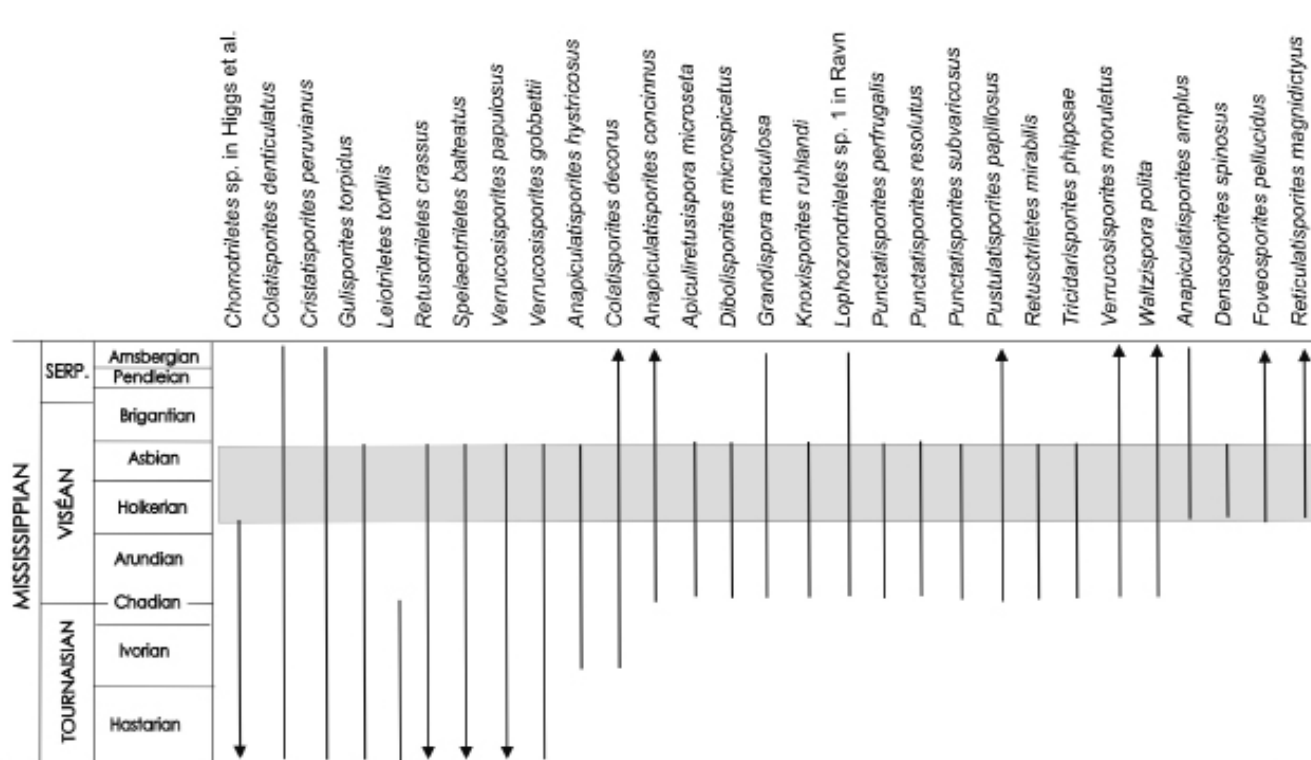 Chomotriletes sp. in Higgs et al.
Colatisporites denticulatus
Cristatisporites peruvianus
Gulisporites torpidus
Leiotriletes tortilis
Retusotriletes crassus
Spelaeotriletes balteatus
Verrucosisporites papulosus
Verrucosisporites gobbettii
Anapiculatisporites hystricosus
Colatisporites decorus
Anapiculatisporites concinnus
Apiculiretusispora microseta
Dibolisporites microspicatus
Grandispora maculosa
Knoxisporites ruhlandi
Lophozonotriletes sp. 1 in Ravn
Punctatisporites perfrugalis
Punctatisporites resolutus
Punctatisporites subvaricosus
Pustulatisporites papillosus
Retusotriletes mirabilis
Tricidarisporites phippsae
Verrucosisporites morulatus
Waltzispora polita
Anapiculatisporites amplus
Densosporites spinosus
Foveosporites pellucidus
Reticulatisporites magnidictyus
MISSISSIPPIAN
SERP.
VISÉAN
TOURNAISIAN
Arnsbergian
Pendleian
Brigantian
Asbian
Holkerian
Arundian
Chadian
Ivorian
Hastarian